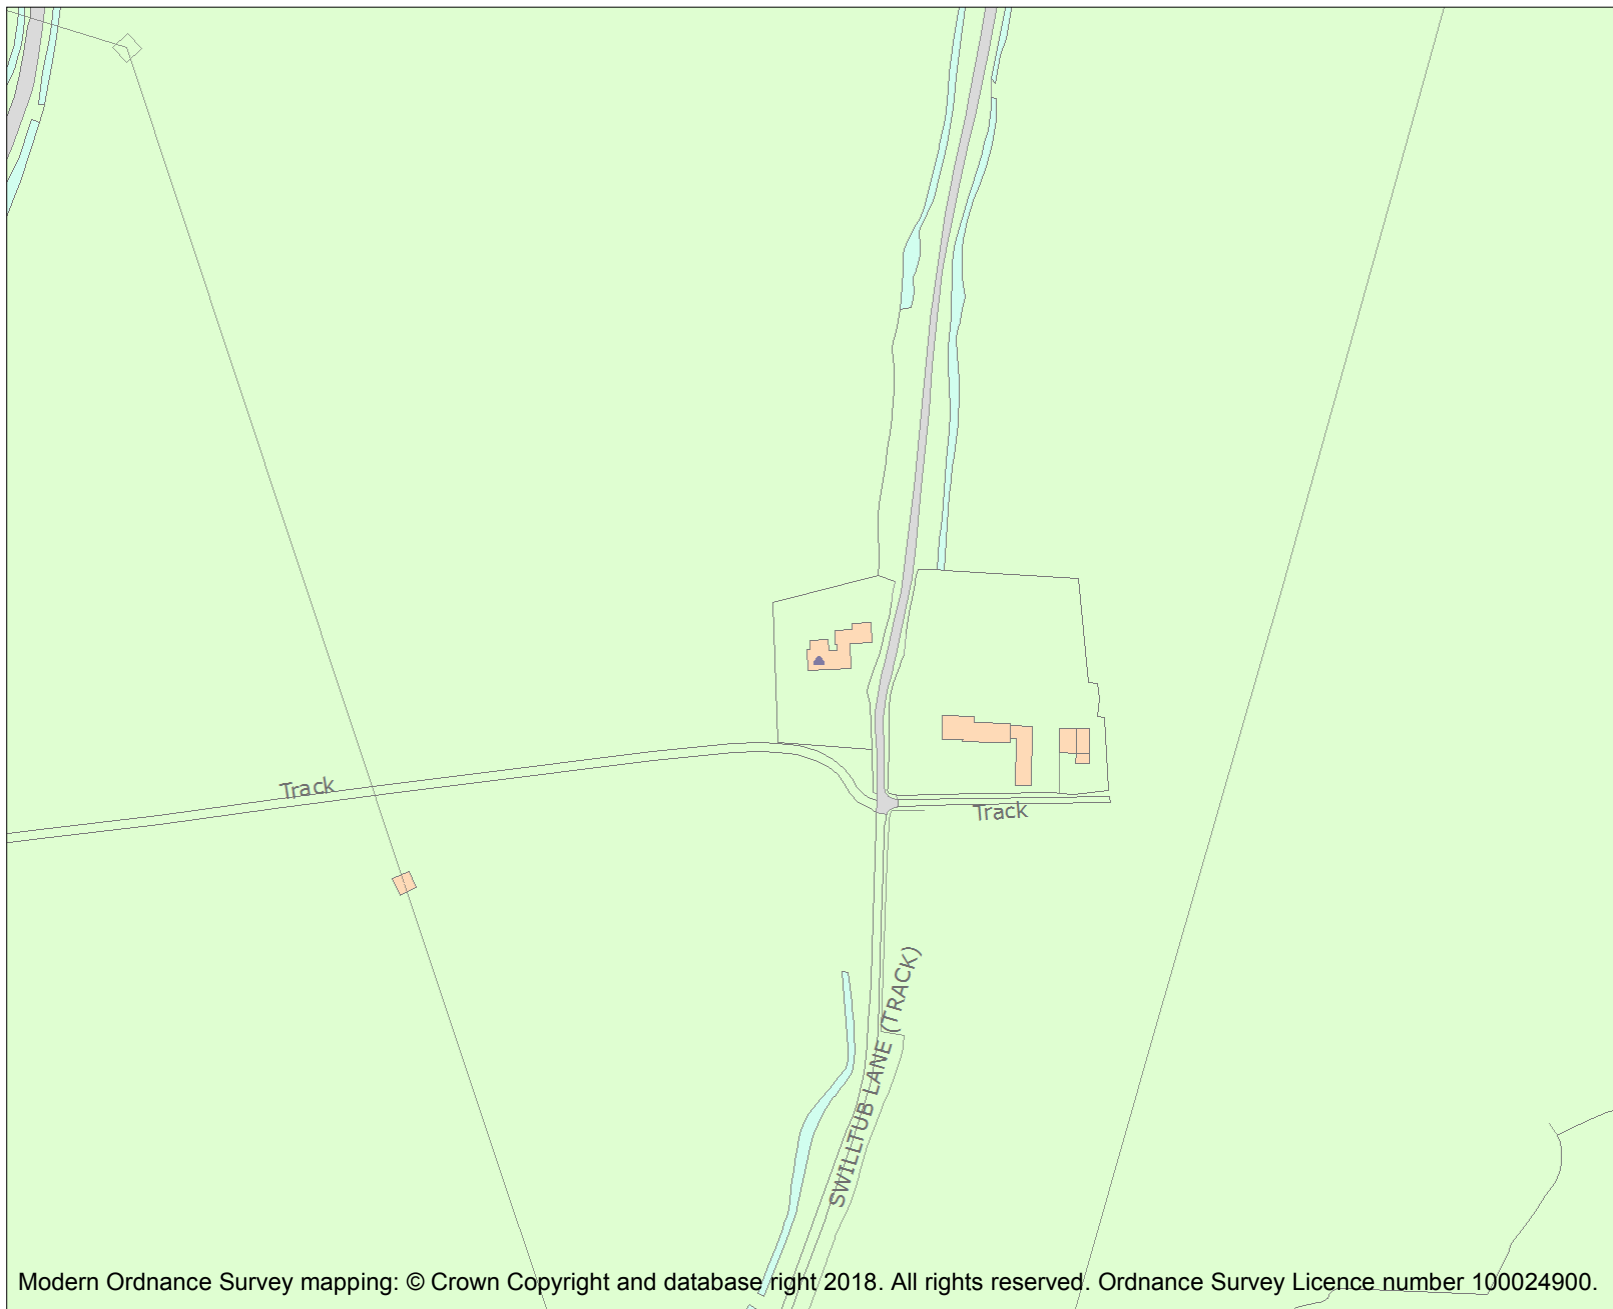 Track
Track
SWILLTUB LANE (TRACK)
Modern Ordnance Survey mapping: © Crown Copyright and database right 2018. All rights reserved. Ordnance Survey Licence number 100024900.